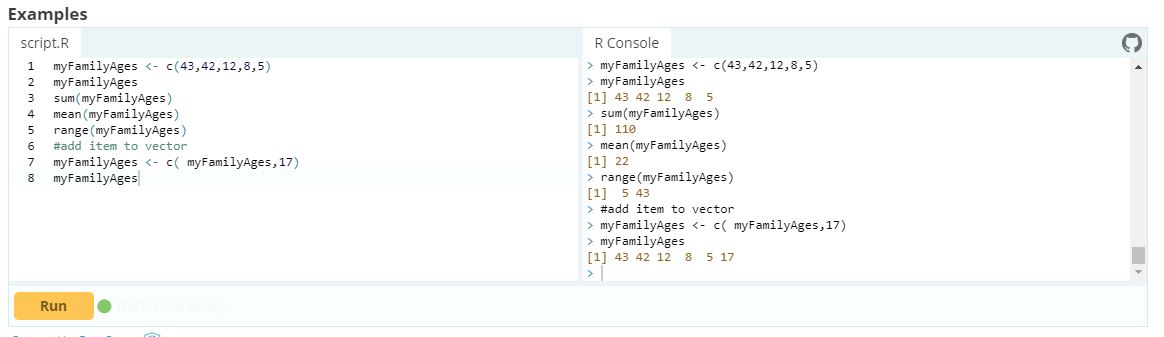 Examples
script.R
1 myFamilyAges <- c(43,42,12,8,5)
2 myFamilyAges
3 sum(myFamilyAges)
4 mean(myFamilyAges)
5 range(myFamilyAges)
6 #add item to vector
7 myFamilyAges <- c( myFamilyAges,17)
8 myFamilyAges
R Console
> myFamilyAges <- c(43,42,12,8,5)
> myFamilyAges
[1] 43 42 12  8  5
> sum(myFamilyAges)
[1] 110
> mean(myFamilyAges)
[1] 22
> range(myFamilyAges)
[1]  5 43
> #add item to vector
> myFamilyAges <- c( myFamilyAges,17)
> myFamilyAges
[1] 43 42 12  8  5 17
>
Run
Workspace Ready